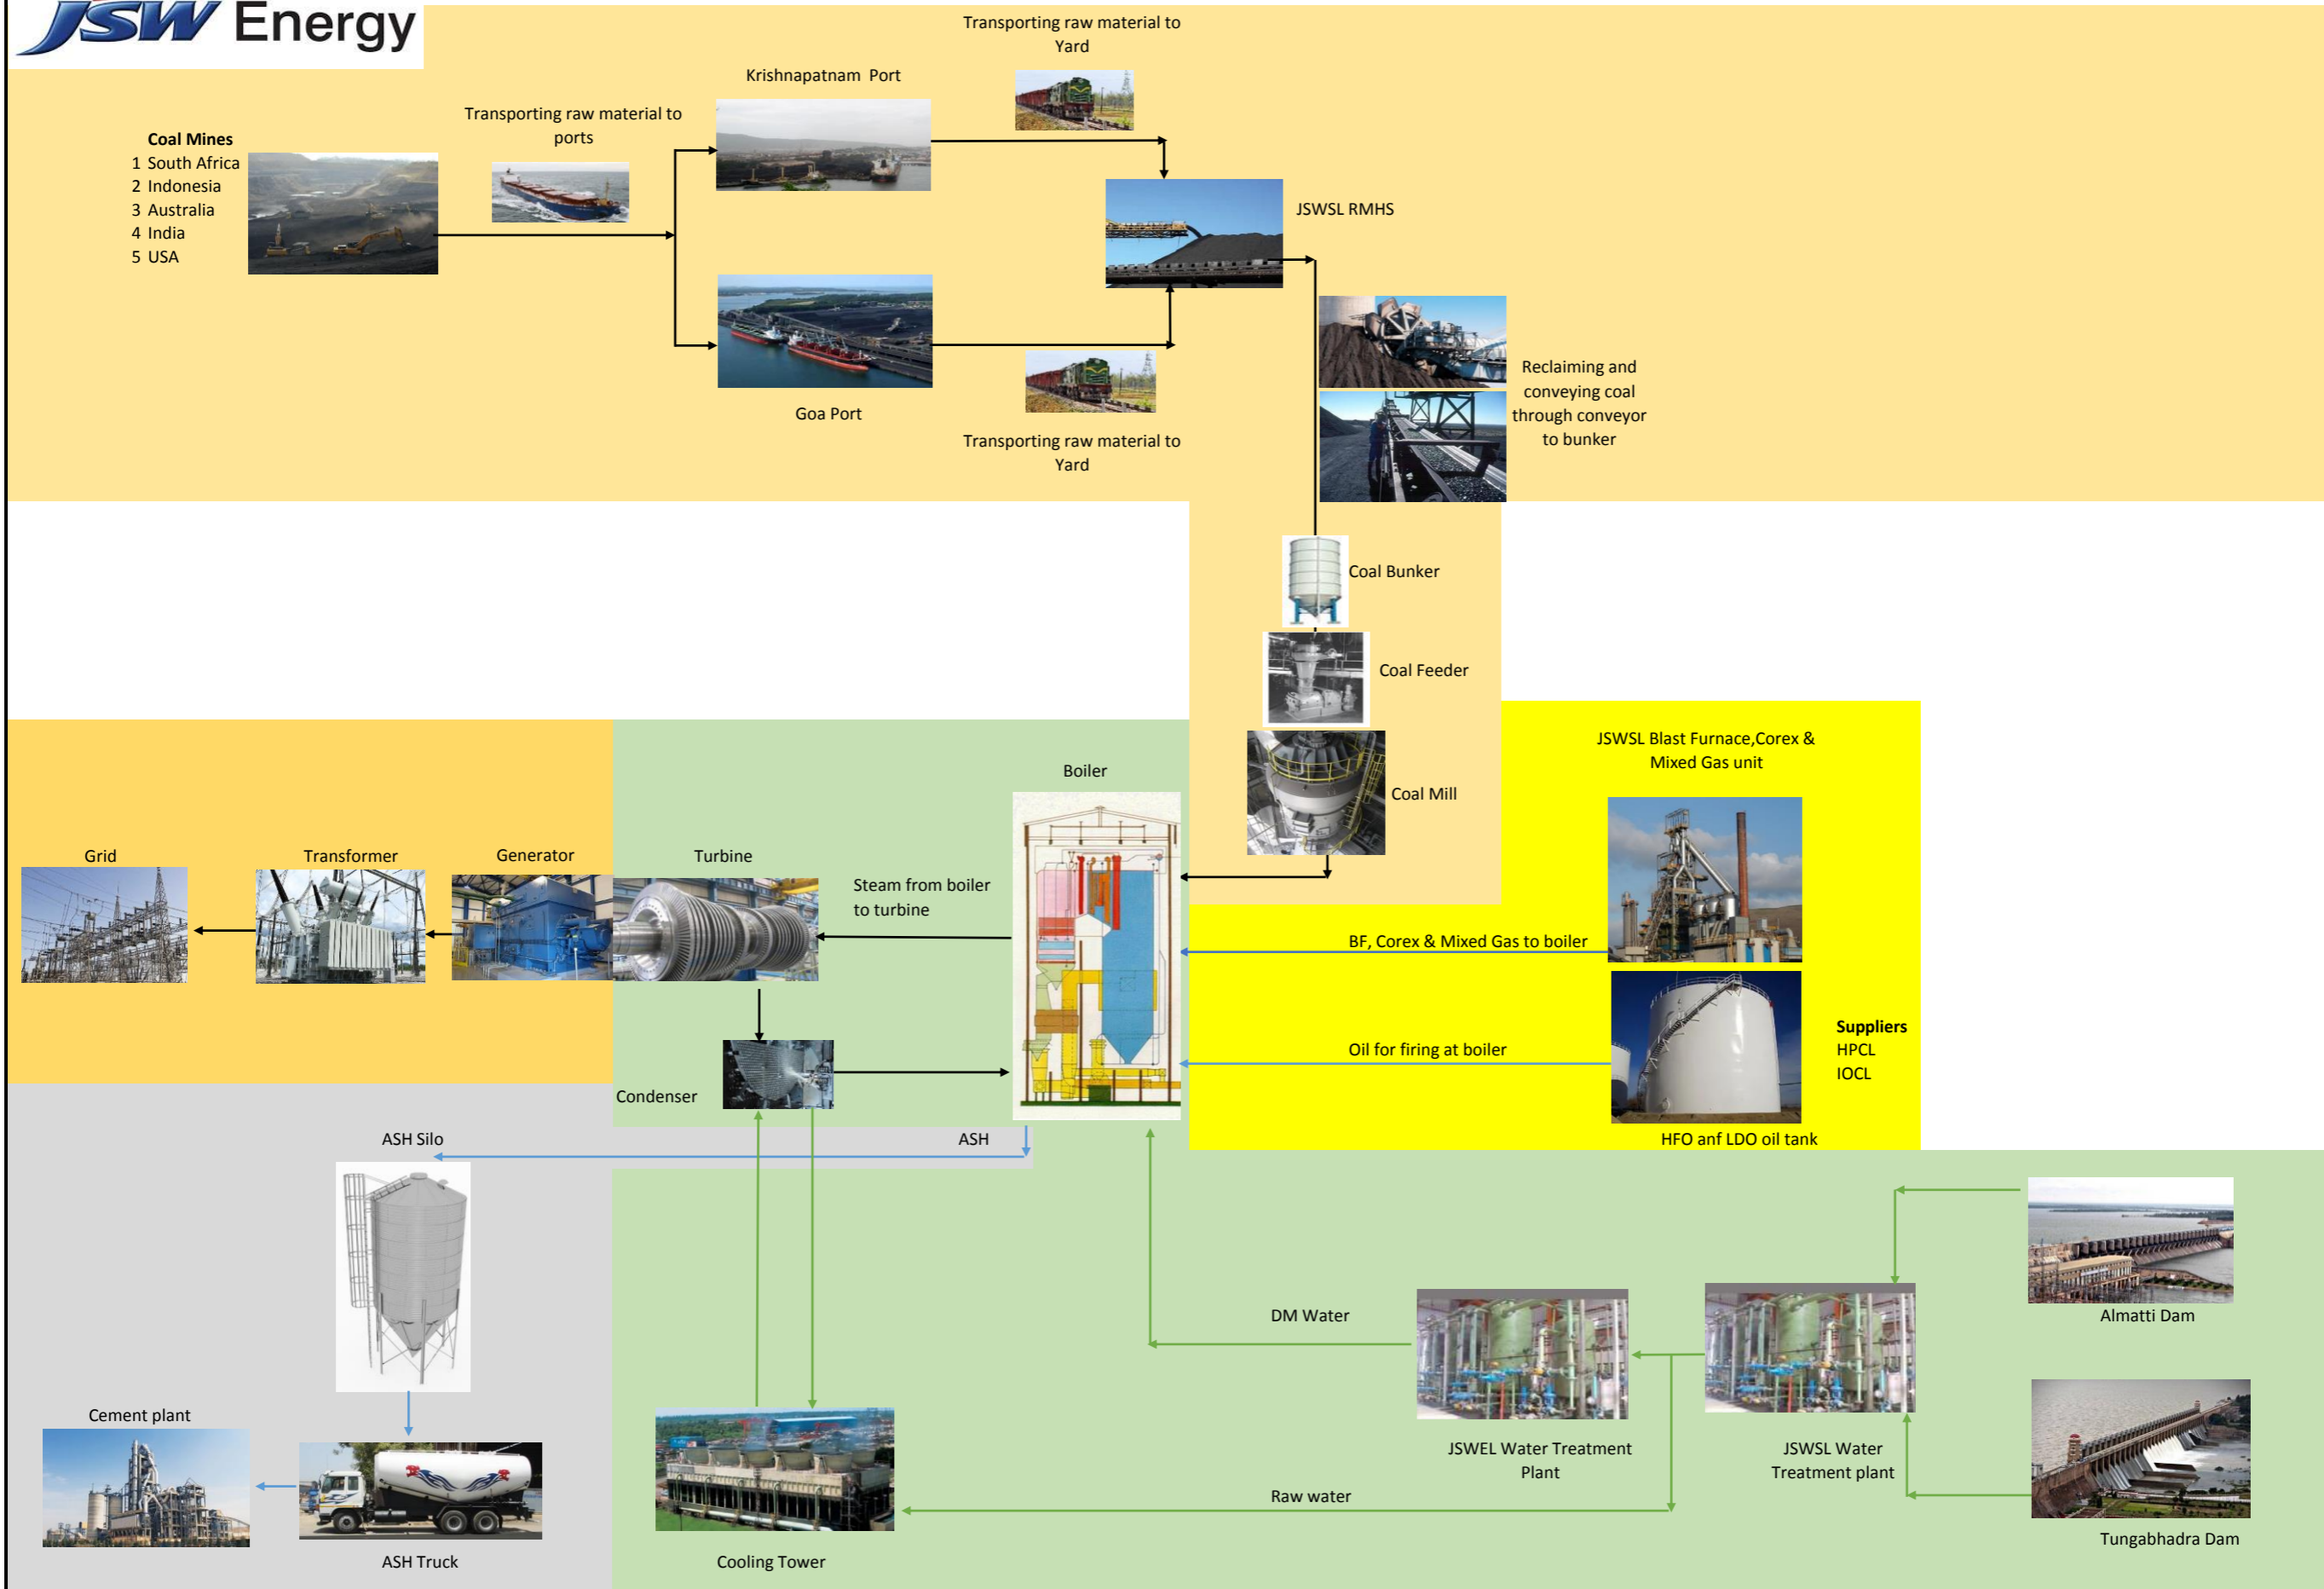 JSW Energy
Transporting raw material to
Yard
Krishnapatnam Port
Transporting raw material to
ports
Coal Mines
1 South Africa
2 Indonesia
3 Australia
4 India
5 USA
JSWSL RMHS
Goa Port
Transporting raw material to
Yard
Reclaiming and
conveying coal
through conveyor
to bunker
Coal Bunker
Coal Feeder
Coal Mill
JSWSL Blast Furnace,Corex &
Mixed Gas unit
Boiler
Grid
Transformer
Generator
Turbine
Steam from boiler
to turbine
BF, Corex & Mixed Gas to boiler
Oil for firing at boiler
Suppliers
HPCL
IOCL
Condenser
HFO anf LDO oil tank
ASH Silo
ASH
DM Water
Almatti Dam
Cement plant
JSWEL Water Treatment
Plant
JSWSL Water
Treatment plant
Raw water
Tungabhadra Dam
ASH Truck
Cooling Tower